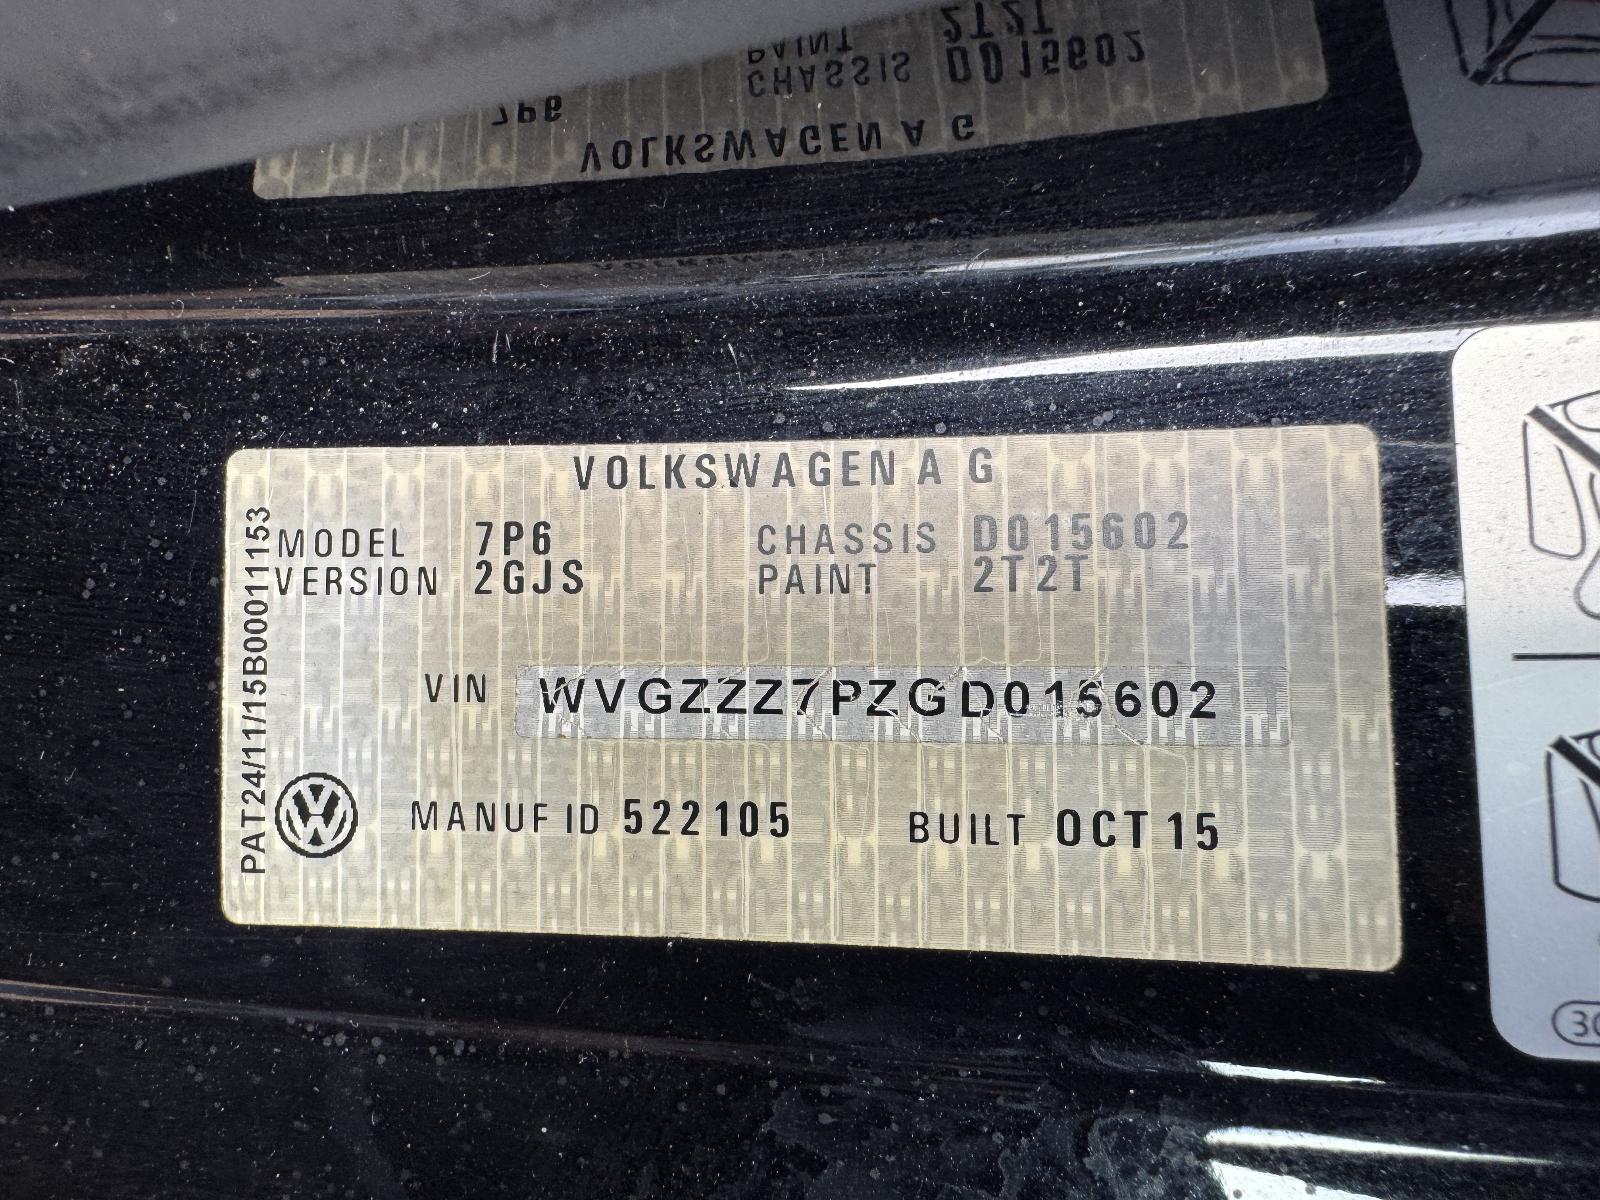 PAINT 2T2T
CHASSIS D015602
7P6
VOLKSWAGEN A G
VOLKSWAGEN A G
MODEL 7P6 CHASSIS D015602
VERSION 2GJS PAINT 2T2T
VIN WVGZZZ7PZGD015602
MANUF ID 522105 BUILT OCT 15
PAT24/11/15B00011153